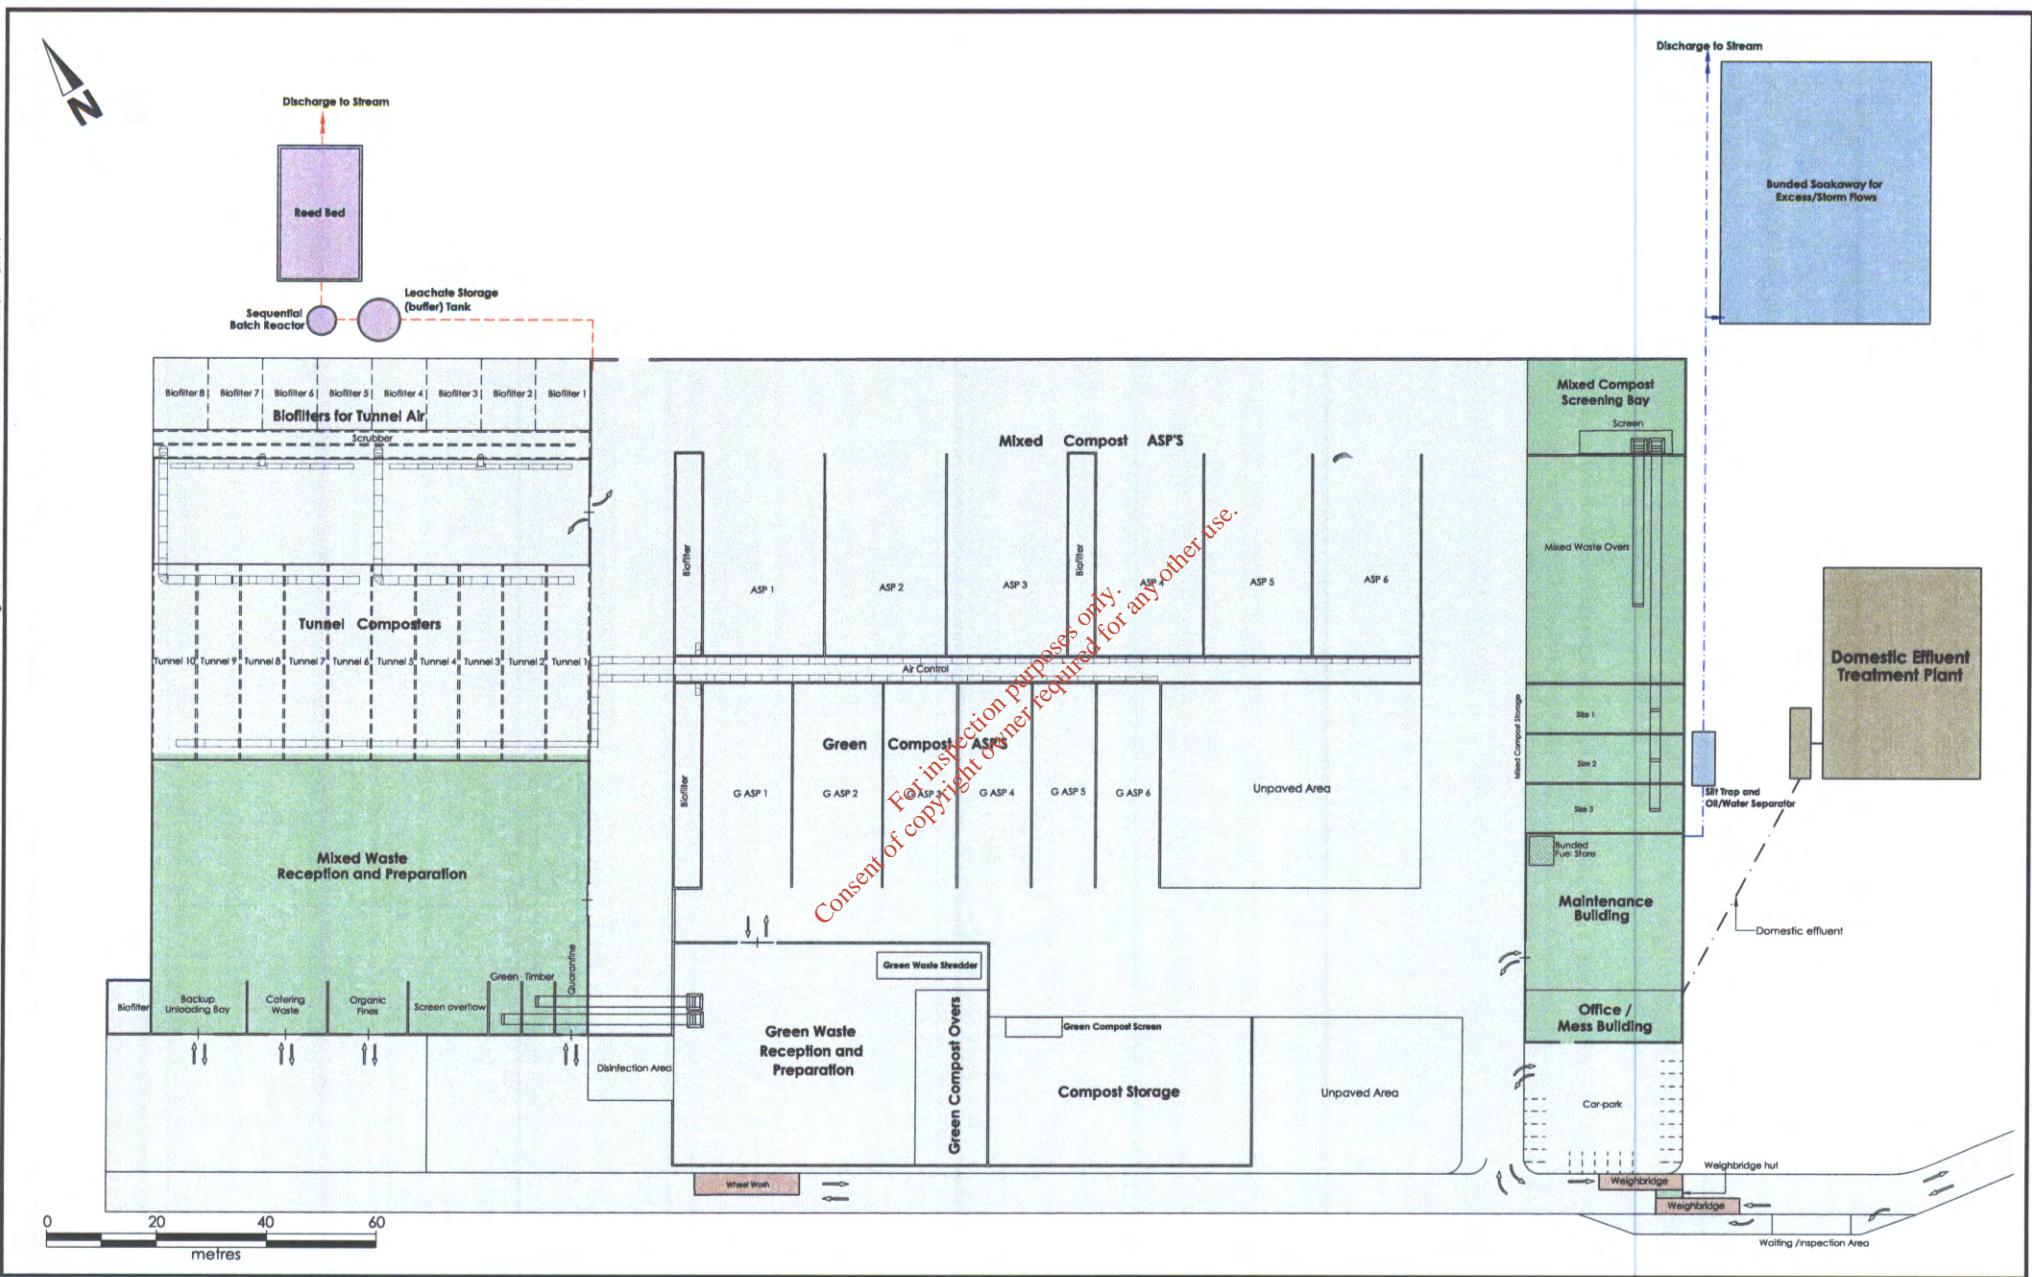 N
Discharge to Stream
Reed Bed
Sequential
Batch Reactor
Leachate Storage
(buffer) Tank
Discharge to Stream
Bunded Soakaway for
Excess/Storm Flows
Biofilter 8
Biofilter 7
Biofilter 6
Biofilter 5
Biofilter 4
Biofilter 3
Biofilter 2
Biofilter 1
Biofilters for Tunnel Air
Scrubber
Tunnel Composters
Tunnel 10
Tunnel 9
Tunnel 8
Tunnel 7
Tunnel 6
Tunnel 5
Tunnel 4
Tunnel 3
Tunnel 2
Tunnel 1
Mixed Compost ASP'S
Biofilter
ASP 1
ASP 2
ASP 3
Biofilter
ASP 4
ASP 5
ASP 6
Air Control
Green Compost ASP'S
Biofilter
G ASP 1
G ASP 2
G ASP 3
G ASP 4
G ASP 5
G ASP 6
Unpaved Area
For inspection purposes only.
Consent of copyright owner required for any other use.
Mixed Compost
Screening Bay
Screen
Mixed Waste Overs
Mixed Compost Storage
Size 1
Size 2
Size 3
Bunded
Fuel Store
Maintenance
Building
Office /
Mess Building
Car-park
Silt Trap and
Oil/Water Separator
Domestic Effluent
Treatment Plant
Domestic effluent
Mixed Waste
Reception and Preparation
Biofilter
Backup
Unloading Bay
Catering
Waste
Organic
Fines
Screen overflow
Green
Timber
Quarantine
Disinfection Area
Green Waste
Reception and
Preparation
Green Waste Shredder
Green Compost Overs
Green Compost Screen
Compost Storage
Unpaved Area
Wheel Wash
Weighbridge hut
Weighbridge
Weighbridge
Waiting /Inspection Area
0 20 40 60
metres